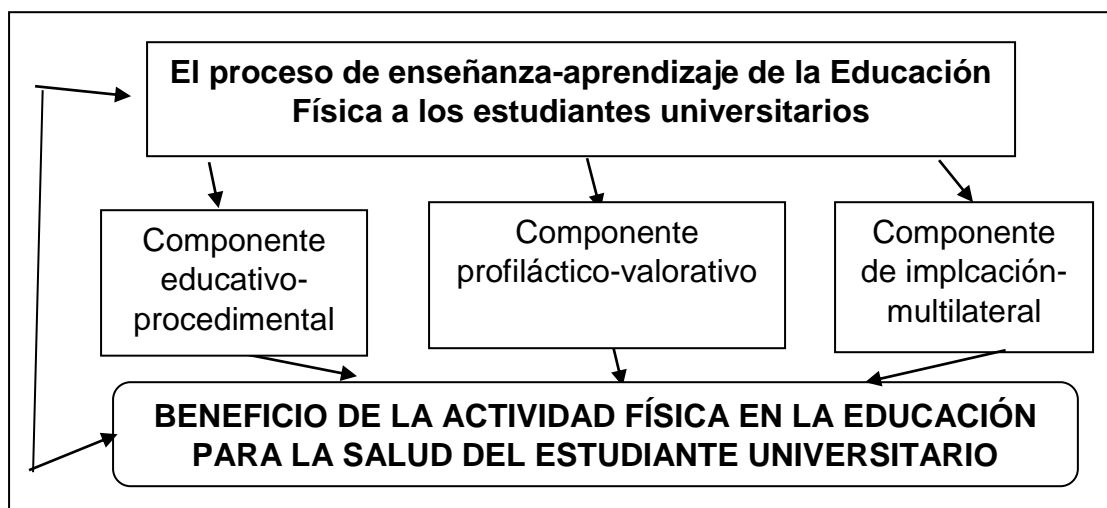 El proceso de enseñanza-aprendizaje de la Educación
Física a los estudiantes universitarios
Componente
educativo-
procedimental
Componente
profiláctico-valorativo
Componente
de implcación-
multilateral
BENEFICIO DE LA ACTIVIDAD FÍSICA EN LA EDUCACIÓN
PARA LA SALUD DEL ESTUDIANTE UNIVERSITARIO